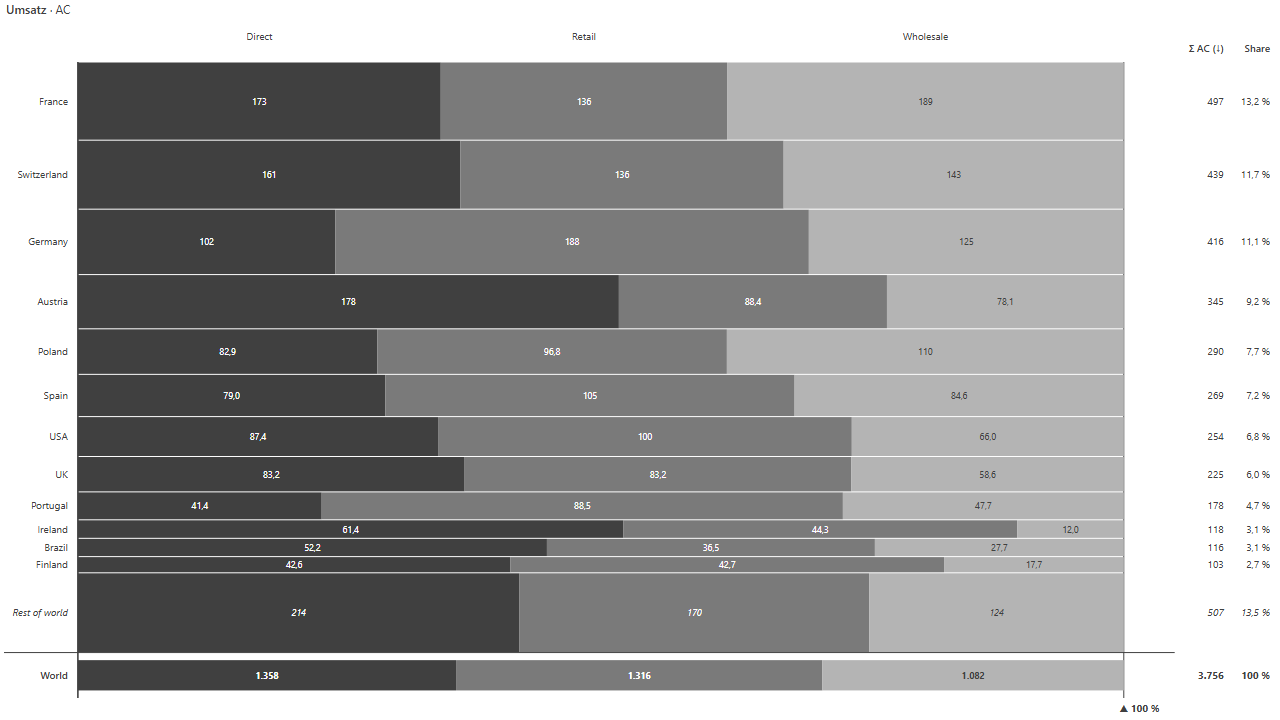 Umsatz · AC
Direct Retail Wholesale Σ AC (↓) Share
France 173 136 189 497 13,2 %
Switzerland 161 136 143 439 11,7 %
Germany 102 188 125 416 11,1 %
Austria 178 88,4 78,1 345 9,2 %
Poland 82,9 96,8 110 290 7,7 %
Spain 79,0 105 84,6 269 7,2 %
USA 87,4 100 66,0 254 6,8 %
UK 83,2 83,2 58,6 225 6,0 %
Portugal 41,4 88,5 47,7 178 4,7 %
Ireland 61,4 44,3 12,0 118 3,1 %
Brazil 52,2 36,5 27,7 116 3,1 %
Finland 42,6 42,7 17,7 103 2,7 %
Rest of world 214 170 124 507 13,5 %
World 1.358 1.316 1.082 3.756 100 %
▲ 100 %